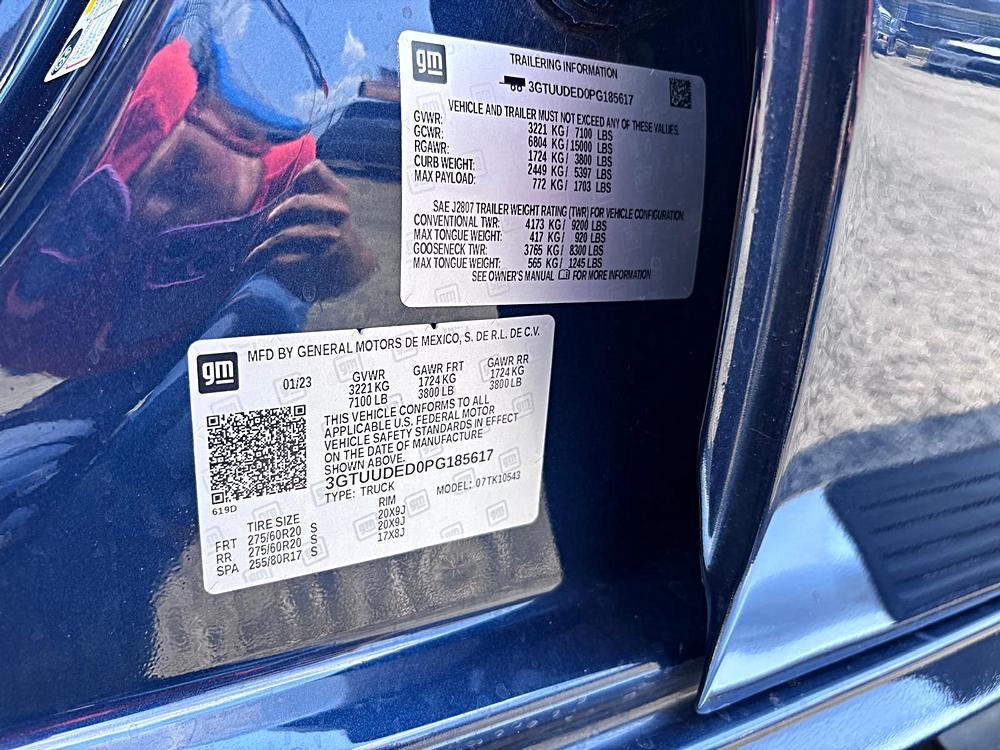 gm
TRAILERING INFORMATION
3GTUUDED0PG185617
VEHICLE AND TRAILER MUST NOT EXCEED ANY OF THESE VALUES.
GVWR: 3221 KG/ 7100 LBS
GCWR: 6804 KG/15000 LBS
RGAWR: 1724 KG/ 3800 LBS
CURB WEIGHT: 2449 KG/ 5397 LBS
MAX PAYLOAD: 772 KG/ 1703 LBS
SAE J2807 TRAILER WEIGHT RATING (TWR) FOR VEHICLE CONFIGURATION.
CONVENTIONAL TWR: 4173 KG/ 9200 LBS
MAX TONGUE WEIGHT: 417 KG/ 920 LBS
GOOSENECK TWR: 3765 KG/ 8300 LBS
MAX TONGUE WEIGHT: 565 KG/ 1245 LBS
SEE OWNER'S MANUAL FOR MORE INFORMATION
gm
MFD BY GENERAL MOTORS DE MEXICO, S. DE R.L. DE C.V.
01/23 GVWR GAWR FRT GAWR RR
3221 KG 1724 KG 1724 KG
7100 LB 3800 LB 3800 LB
THIS VEHICLE CONFORMS TO ALL
APPLICABLE U.S. FEDERAL MOTOR
VEHICLE SAFETY STANDARDS IN EFFECT
ON THE DATE OF MANUFACTURE
SHOWN ABOVE.
3GTUUDED0PG185617
TYPE: TRUCK MODEL: 07TK10543
619D
TIRE SIZE RIM
FRT 275/60R20 S 20X9J
RR 275/60R20 S 20X9J
SPA 255/80R17 S 17X8J